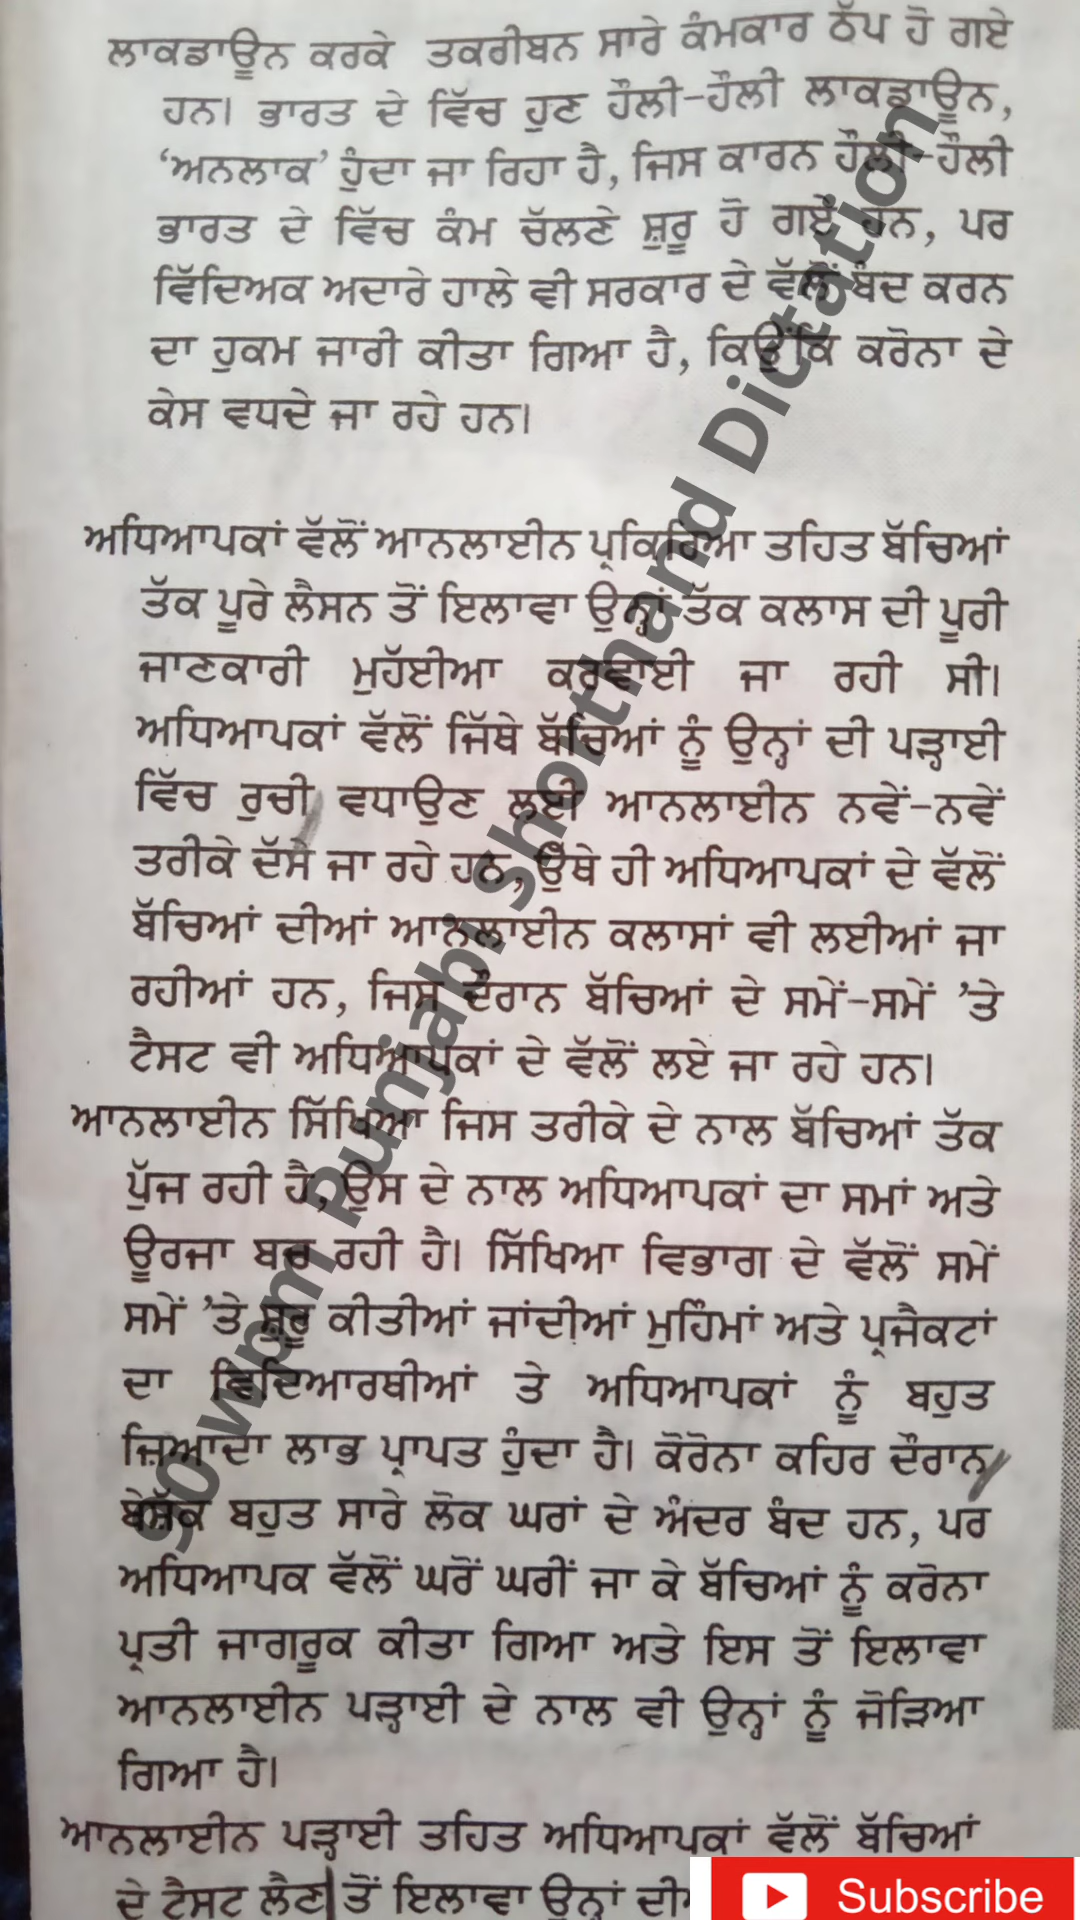 ਲਾਕਡਾਊਨ ਕਰਕੇ ਤਕਰੀਬਨ ਸਾਰੇ ਕੰਮਕਾਰ ਠੱਪ ਹੋ ਗਏ
ਹਨ। ਭਾਰਤ ਦੇ ਵਿੱਚ ਹੁਣ ਹੌਲੀ-ਹੌਲੀ ਲਾਕਡਾਊਨ,
‘ਅਨਲਾਕ’ ਹੁੰਦਾ ਜਾ ਰਿਹਾ ਹੈ, ਜਿਸ ਕਾਰਨ ਹੌਲੀ-ਹੌਲੀ
ਭਾਰਤ ਦੇ ਵਿੱਚ ਕੰਮ ਚੱਲਣੇ ਸ਼ੁਰੂ ਹੋ ਗਏ ਹਨ, ਪਰ
ਵਿੱਦਿਅਕ ਅਦਾਰੇ ਹਾਲੇ ਵੀ ਸਰਕਾਰ ਦੇ ਵੱਲੋਂ ਬੰਦ ਕਰਨ
ਦਾ ਹੁਕਮ ਜਾਰੀ ਕੀਤਾ ਗਿਆ ਹੈ, ਕਿਉਂਕਿ ਕਰੋਨਾ ਦੇ
ਕੇਸ ਵਧਦੇ ਜਾ ਰਹੇ ਹਨ।
ਅਧਿਆਪਕਾਂ ਵੱਲੋਂ ਆਨਲਾਈਨ ਪ੍ਰਕਿਰਿਆ ਤਹਿਤ ਬੱਚਿਆਂ
ਤੱਕ ਪੂਰੇ ਲੈਸਨ ਤੋਂ ਇਲਾਵਾ ਉਨ੍ਹਾਂ ਤੱਕ ਕਲਾਸ ਦੀ ਪੂਰੀ
ਜਾਣਕਾਰੀ ਮੁਹੱਈਆ ਕਰਵਾਈ ਜਾ ਰਹੀ ਸੀ।
ਅਧਿਆਪਕਾਂ ਵੱਲੋਂ ਜਿੱਥੇ ਬੱਚਿਆਂ ਨੂੰ ਉਨ੍ਹਾਂ ਦੀ ਪੜ੍ਹਾਈ
ਵਿੱਚ ਰੁਚੀ ਵਧਾਉਣ ਲਈ ਆਨਲਾਈਨ ਨਵੇਂ-ਨਵੇਂ
ਤਰੀਕੇ ਦੱਸੇ ਜਾ ਰਹੇ ਹਨ, ਉੱਥੇ ਹੀ ਅਧਿਆਪਕਾਂ ਦੇ ਵੱਲੋਂ
ਬੱਚਿਆਂ ਦੀਆਂ ਆਨਲਾਈਨ ਕਲਾਸਾਂ ਵੀ ਲਈਆਂ ਜਾ
ਰਹੀਆਂ ਹਨ, ਜਿਸ ਦੌਰਾਨ ਬੱਚਿਆਂ ਦੇ ਸਮੇਂ-ਸਮੇਂ ’ਤੇ
ਟੈਸਟ ਵੀ ਅਧਿਆਪਕਾਂ ਦੇ ਵੱਲੋਂ ਲਏ ਜਾ ਰਹੇ ਹਨ।
ਆਨਲਾਈਨ ਸਿੱਖਿਆ ਜਿਸ ਤਰੀਕੇ ਦੇ ਨਾਲ ਬੱਚਿਆਂ ਤੱਕ
ਪੁੱਜ ਰਹੀ ਹੈ, ਉਸ ਦੇ ਨਾਲ ਅਧਿਆਪਕਾਂ ਦਾ ਸਮਾਂ ਅਤੇ
ਊਰਜਾ ਬਚ ਰਹੀ ਹੈ। ਸਿੱਖਿਆ ਵਿਭਾਗ ਦੇ ਵੱਲੋਂ ਸਮੇਂ
ਸਮੇਂ ’ਤੇ ਸ਼ੁਰੂ ਕੀਤੀਆਂ ਜਾਂਦੀਆਂ ਮੁਹਿੰਮਾਂ ਅਤੇ ਪ੍ਰਜੈਕਟਾਂ
ਦਾ ਵਿਦਿਆਰਥੀਆਂ ਤੇ ਅਧਿਆਪਕਾਂ ਨੂੰ ਬਹੁਤ
ਜ਼ਿਆਦਾ ਲਾਭ ਪ੍ਰਾਪਤ ਹੁੰਦਾ ਹੈ। ਕੋਰੋਨਾ ਕਹਿਰ ਦੌਰਾਨ
ਬੇਸ਼ੱਕ ਬਹੁਤ ਸਾਰੇ ਲੋਕ ਘਰਾਂ ਦੇ ਅੰਦਰ ਬੰਦ ਹਨ, ਪਰ
ਅਧਿਆਪਕ ਵੱਲੋਂ ਘਰੋਂ ਘਰੀਂ ਜਾ ਕੇ ਬੱਚਿਆਂ ਨੂੰ ਕਰੋਨਾ
ਪ੍ਰਤੀ ਜਾਗਰੂਕ ਕੀਤਾ ਗਿਆ ਅਤੇ ਇਸ ਤੋਂ ਇਲਾਵਾ
ਆਨਲਾਈਨ ਪੜ੍ਹਾਈ ਦੇ ਨਾਲ ਵੀ ਉਨ੍ਹਾਂ ਨੂੰ ਜੋੜਿਆ
ਗਿਆ ਹੈ।
ਆਨਲਾਈਨ ਪੜ੍ਹਾਈ ਤਹਿਤ ਅਧਿਆਪਕਾਂ ਵੱਲੋਂ ਬੱਚਿਆਂ
ਦੇ ਟੈਸਟ ਲੈਣ ਤੋਂ ਇਲਾਵਾ ਉਨ੍ਹਾਂ
90 wpm Punjabi Shorthand Dictation
Subscribe